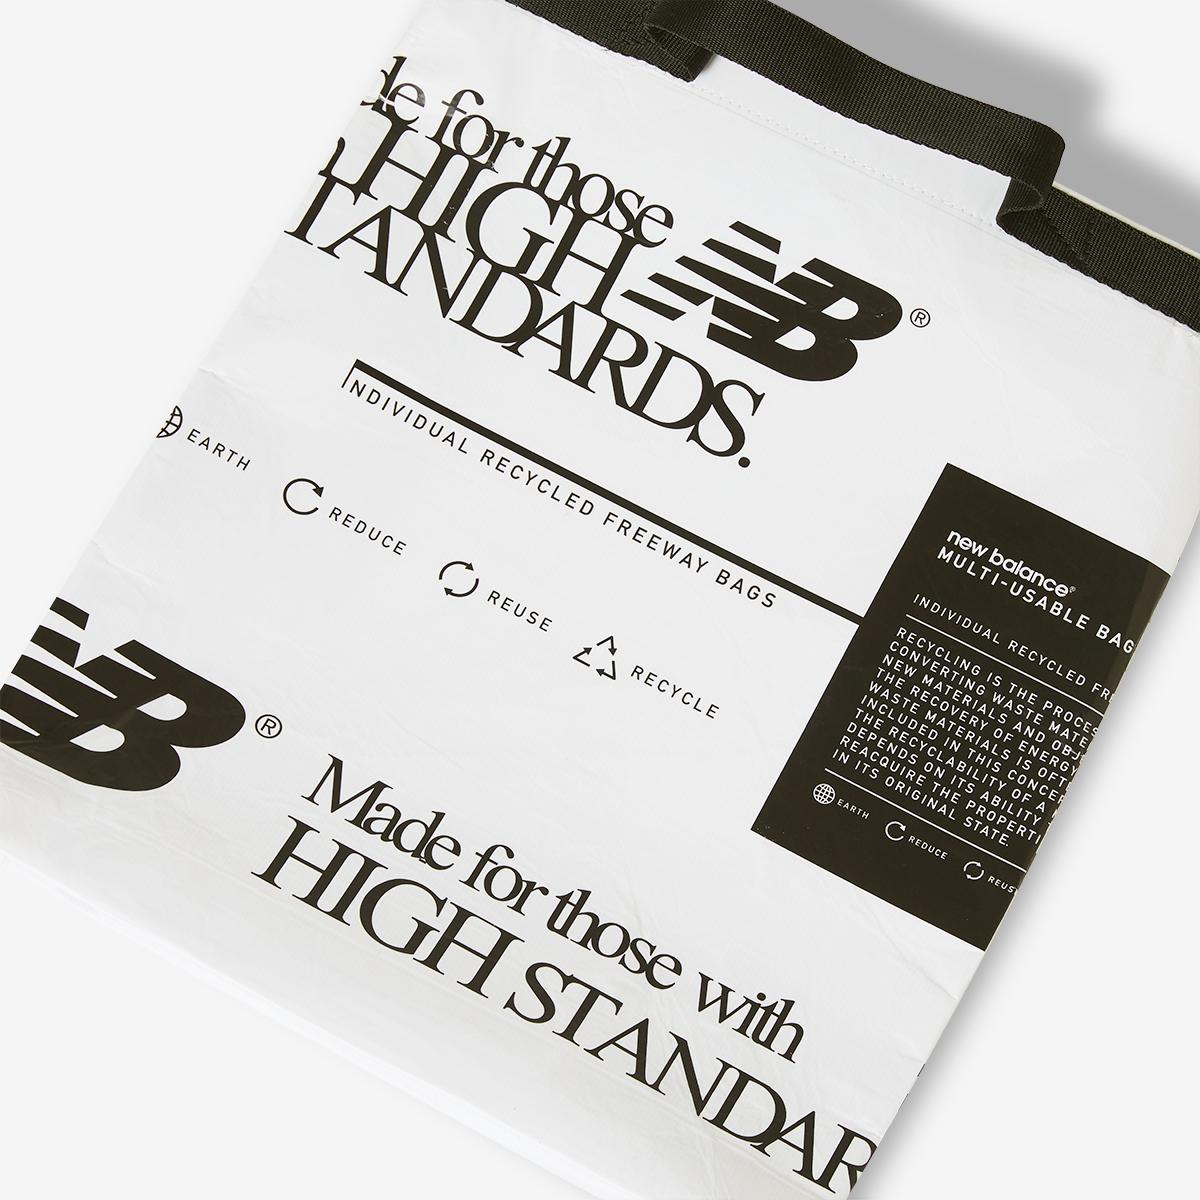 de for those
HIGH
TANDARDS.
NB®
INDIVIDUAL RECYCLED FREEWAY BAGS
EARTH
REDUCE
REUSE
RECYCLE
new balance®
MULTI-USABLE BAG
INDIVIDUAL RECYCLED FR
RECYCLING IS THE PROCES
CONVERTING WASTE MATE
NEW MATERIALS AND OBJ
THE RECOVERY OF ENERGY
WASTE MATERIALS IS OFT
INCLUDED IN THIS CONCEP
THE RECYCLABILITY OF A
DEPENDS ON ITS ABILITY
REACQUIRE THE PROPERTI
IN ITS ORIGINAL STATE.
EARTH
REDUCE
REUS
NB®
Made for those with
HIGH STANDAR